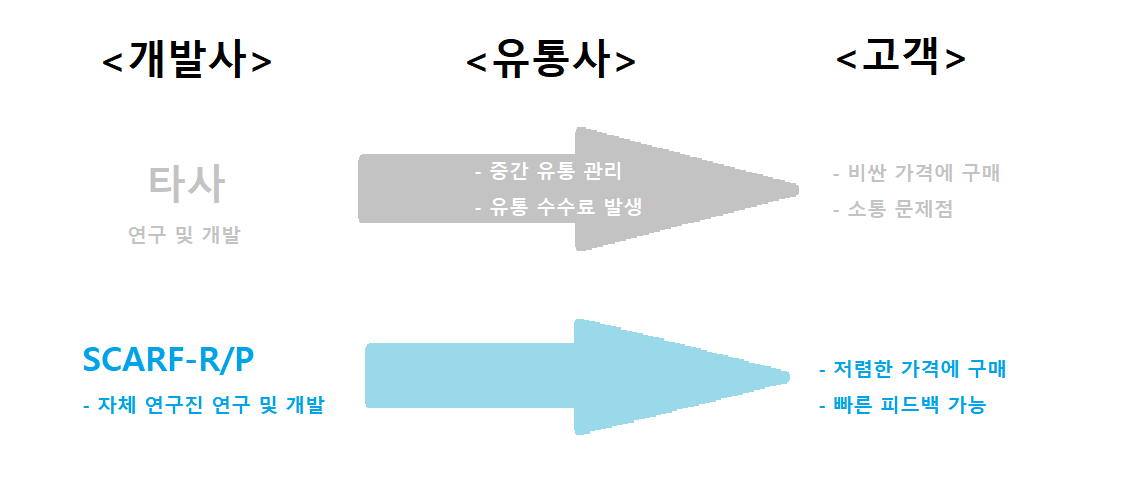 <개발사>
<유통사>
<고객>
타사
연구 및 개발
- 중간 유통 관리
- 유통 수수료 발생
- 비싼 가격에 구매
- 소통 문제점
SCARF-R/P
- 자체 연구진 연구 및 개발
- 저렴한 가격에 구매
- 빠른 피드백 가능